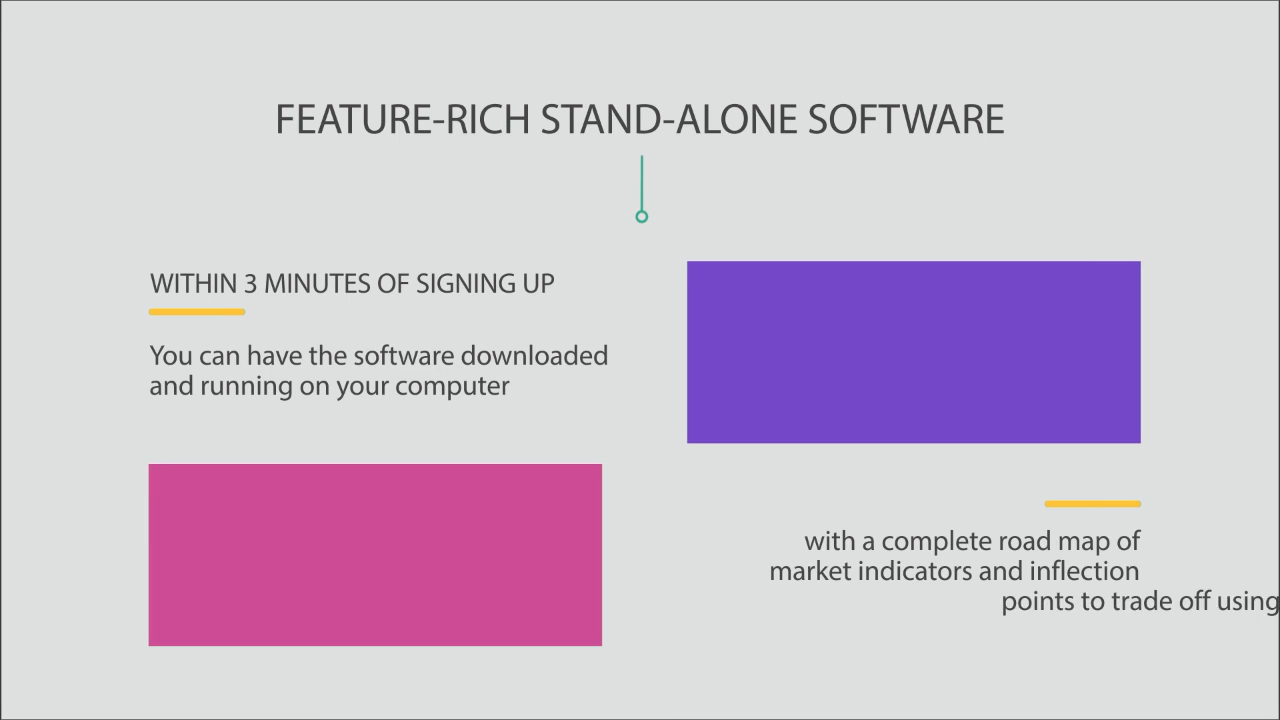 FEATURE-RICH STAND-ALONE SOFTWARE
WITHIN 3 MINUTES OF SIGNING UP
You can have the software downloaded
and running on your computer
with a complete road map of
market indicators and inflection
points to trade off using